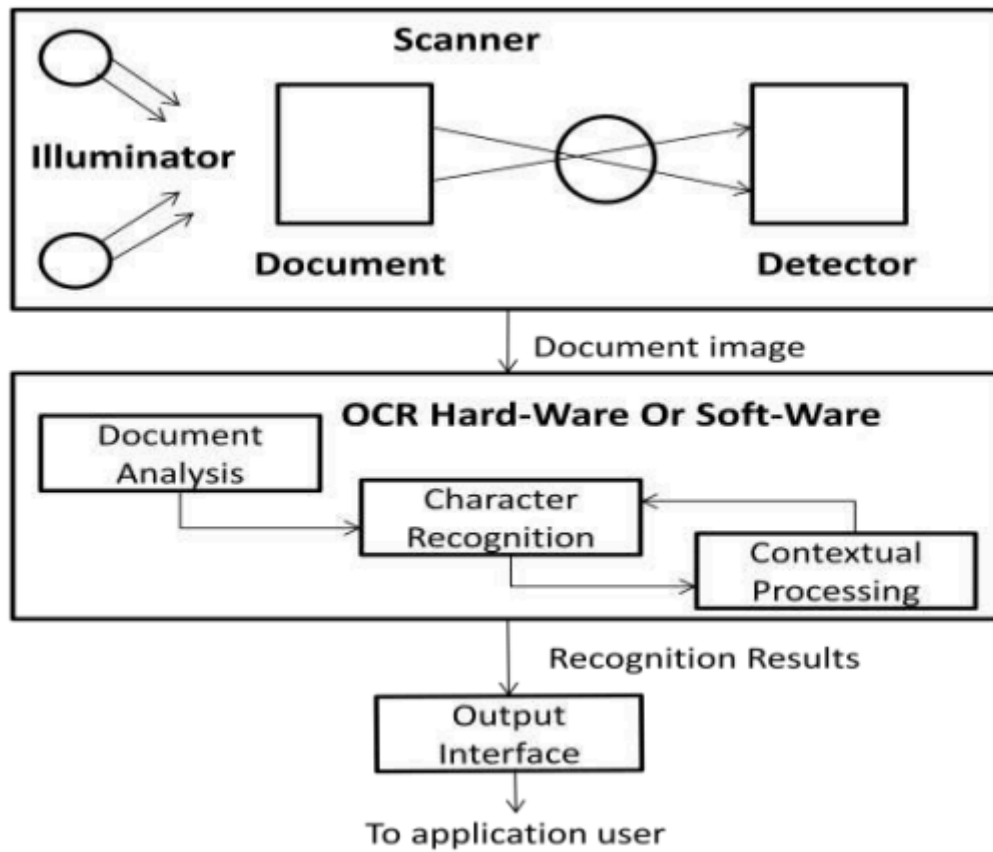 Scanner
Illuminator
Document
Detector
Document image
OCR Hard-Ware Or Soft-Ware
Document
Analysis
Character
Recognition
Contextual
Processing
Recognition Results
Output
Interface
To application user